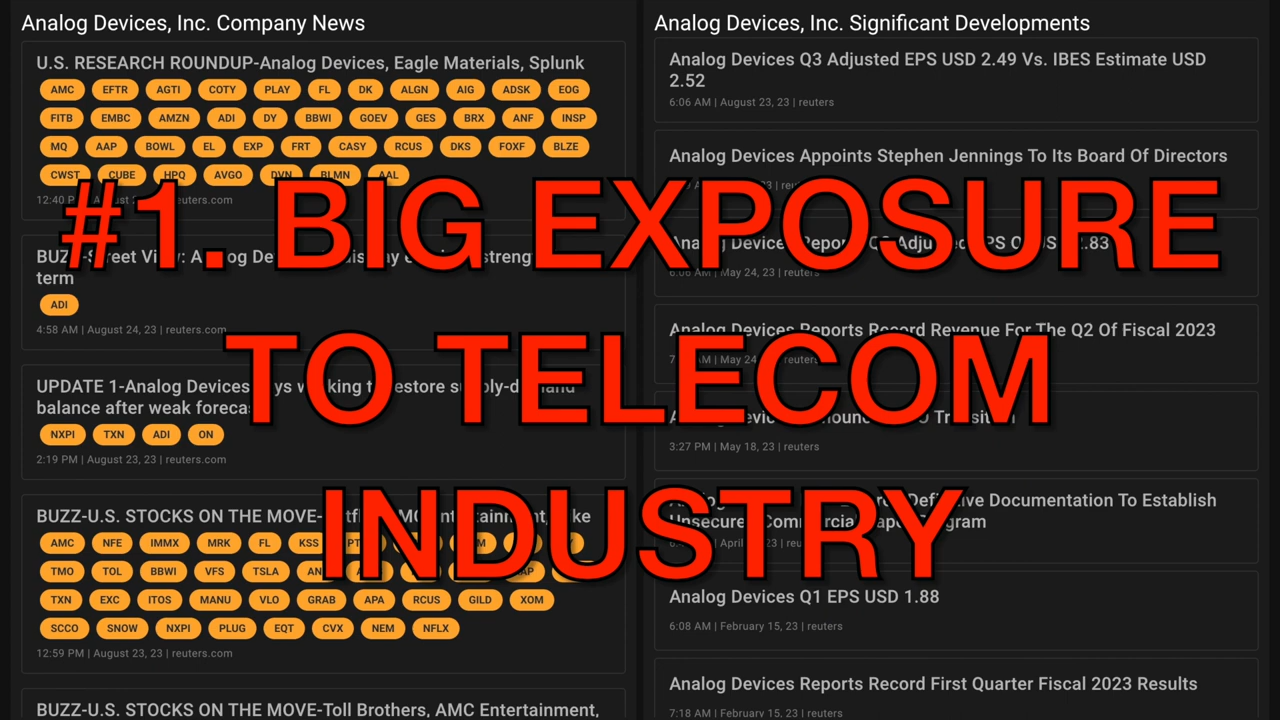 Analog Devices, Inc. Company News
U.S. RESEARCH ROUNDUP-Analog Devices, Eagle Materials, Splunk
AMC EFTR AGTI COTY PLAY FL DK ALGN AIG ADSK EOG
FITB EMBC AMZN ADI DY BBWI GOEV GES BRX ANF INSP
MQ AAP BOWL EL EXP FRT CASY RCUS DKS FOXF BLZE
CWST CUBE HPQ AVGO DVN BLMN AAL
12:40 P
reuters.com
#1. BIG EXPOSURE
TO TELECOM
INDUSTRY
term
ADI
4:58 AM | August 24, 23 | reuters.com
UPDATE 1-Analog Devices
balance after weak
NXPI TXN ADI ON
2:19 PM | August 23, 23 | reuters.com
BUZZ-U.S. STOCKS ON THE MOVE-
AMC NFE IMMX MRK FL KSS
TMO TOL BBWI VFS TSLA
TXN EXC ITOS MANU VLO GRAB APA RCUS GILD XOM
SCCO SNOW NXPI PLUG EQT CVX NEM NFLX
12:59 PM | August 23, 23 | reuters.com
BUZZ-U.S. STOCKS ON THE MOVE-Toll Brothers, AMC Entertainment,
Analog Devices, Inc. Significant Developments
Analog Devices Q3 Adjusted EPS USD 2.49 Vs. IBES Estimate USD
2.52
6:06 AM | August 23, 23 | reuters
Analog Devices Appoints Stephen Jennings To Its Board Of Directors
6:06 AM | May 24, 23 | reuters
Analog Devices Reports Record Revenue For The Q2 Of Fiscal 2023
3:27 PM | May 18, 23 | reuters
Definitive Documentation To Establish
Unsecured Commercial Paper Program
Analog Devices Q1 EPS USD 1.88
6:08 AM | February 15, 23 | reuters
Analog Devices Reports Record First Quarter Fiscal 2023 Results
7:18 AM | February 15, 23 | reuters